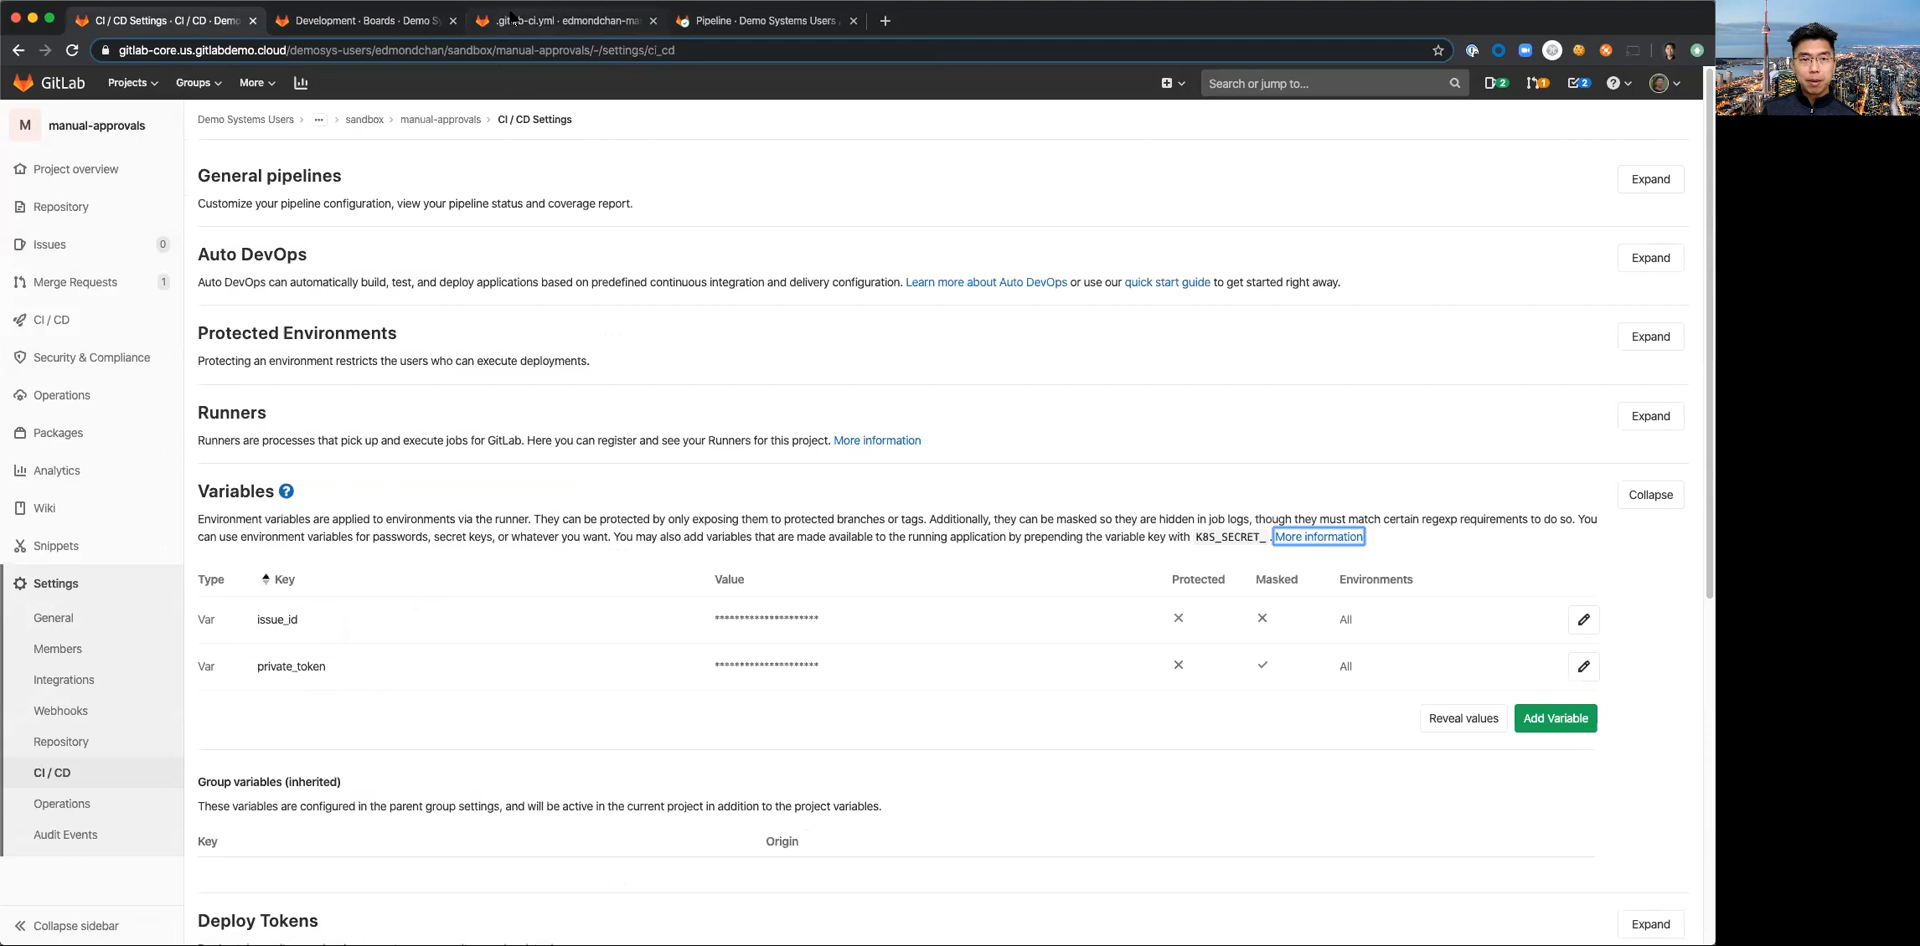 CI / CD Settings · CI / CD · Demo
Development · Boards · Demo S
.gitlab-ci.yml · edmondchan-ma
Pipeline · Demo Systems Users
gitlab-core.us.gitlabdemo.cloud/demosys-users/edmondchan/sandbox/manual-approvals/-/settings/ci_cd
GitLab Projects Groups More
Search or jump to...
2 1 2
M manual-approvals
Project overview
Repository
Issues 0
Merge Requests 1
CI / CD
Security & Compliance
Operations
Packages
Analytics
Wiki
Snippets
Settings
General
Members
Integrations
Webhooks
Repository
CI / CD
Operations
Audit Events
Collapse sidebar
Demo Systems Users > ... > sandbox > manual-approvals > CI / CD Settings
General pipelines
Expand
Customize your pipeline configuration, view your pipeline status and coverage report.
Auto DevOps
Expand
Auto DevOps can automatically build, test, and deploy applications based on predefined continuous integration and delivery configuration. Learn more about Auto DevOps or use our quick start guide to get started right away.
Protected Environments
Expand
Protecting an environment restricts the users who can execute deployments.
Runners
Expand
Runners are processes that pick up and execute jobs for GitLab. Here you can register and see your Runners for this project. More information
Variables ?
Collapse
Environment variables are applied to environments via the runner. They can be protected by only exposing them to protected branches or tags. Additionally, they can be masked so they are hidden in job logs, though they must match certain regexp requirements to do so. You
can use environment variables for passwords, secret keys, or whatever you want. You may also add variables that are made available to the running application by prepending the variable key with K8S_SECRET_ . More information
Type Key Value Protected Masked Environments
Var issue_id ********************* All
Var private_token ********************* All
Reveal values Add Variable
Group variables (inherited)
These variables are configured in the parent group settings, and will be active in the current project in addition to the project variables.
Key Origin
Deploy Tokens
Expand